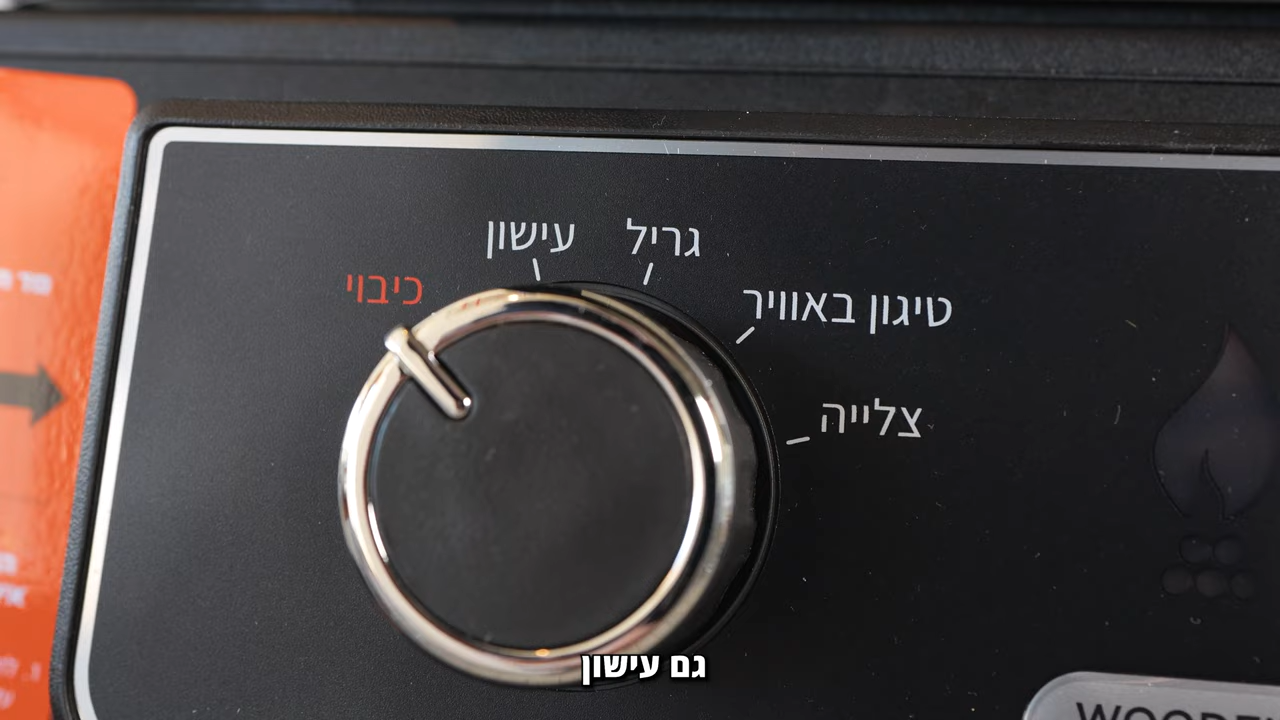 עישון
גריל
כיבוי
טיגון באוויר
צלייה
גם עישון